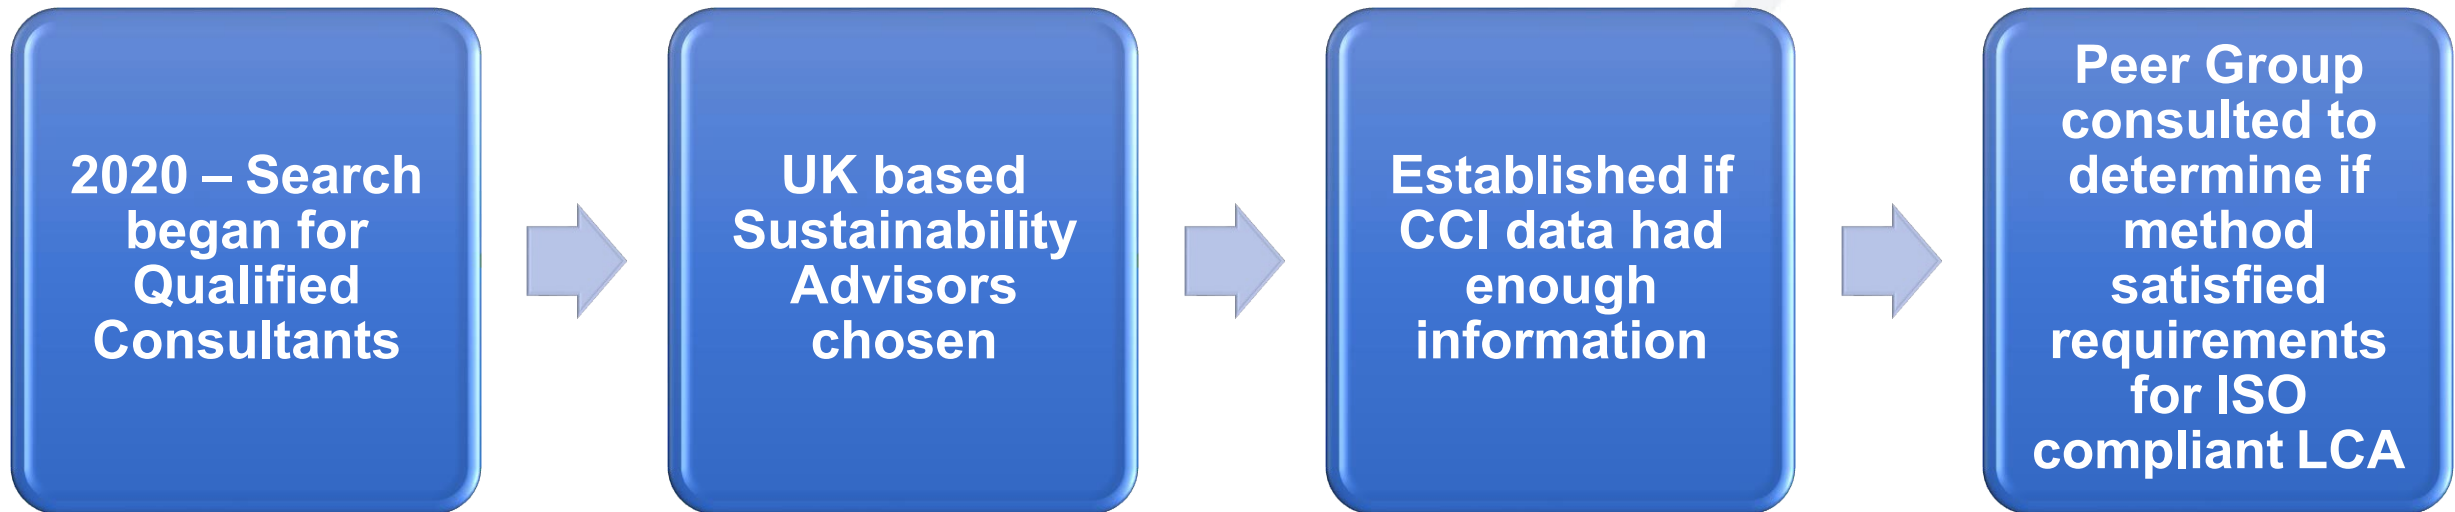 2020 – Search
began for
Qualified
Consultants
UK based
Sustainability
Advisors
chosen
Established if
CCI data had
enough
information
Peer Group
consulted to
determine if
method
satisfied
requirements
for ISO
compliant LCA